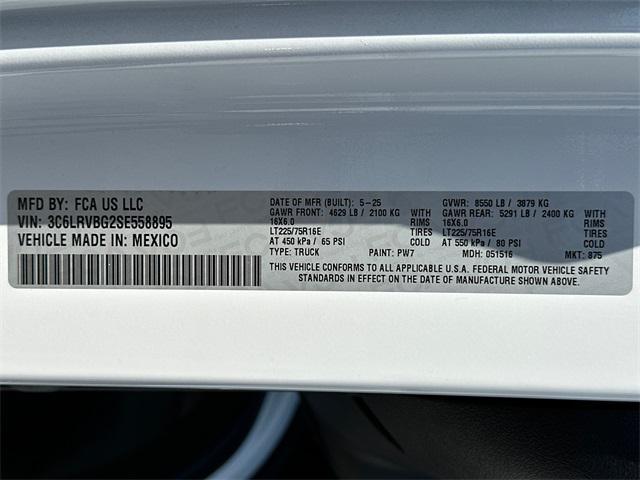 MFD BY: FCA US LLC
VIN: 3C6LRVBG2SE558895
VEHICLE MADE IN: MEXICO
DATE OF MFR (BUILT): 5-25 GVWR: 8550 LB / 3879 KG
GAWR FRONT: 4629 LB / 2100 KG WITH GAWR REAR: 5291 LB / 2400 KG WITH
16X6.0 RIMS 16X6.0 RIMS
LT225/75R16E TIRES LT225/75R16E TIRES
AT 450 kPa / 65 PSI COLD AT 550 kPa / 80 PSI COLD
TYPE: TRUCK PAINT: PW7 MDH: 051516 MKT: 875
THIS VEHICLE CONFORMS TO ALL APPLICABLE U.S.A. FEDERAL MOTOR VEHICLE SAFETY
STANDARDS IN EFFECT ON THE DATE OF MANUFACTURE SHOWN ABOVE.